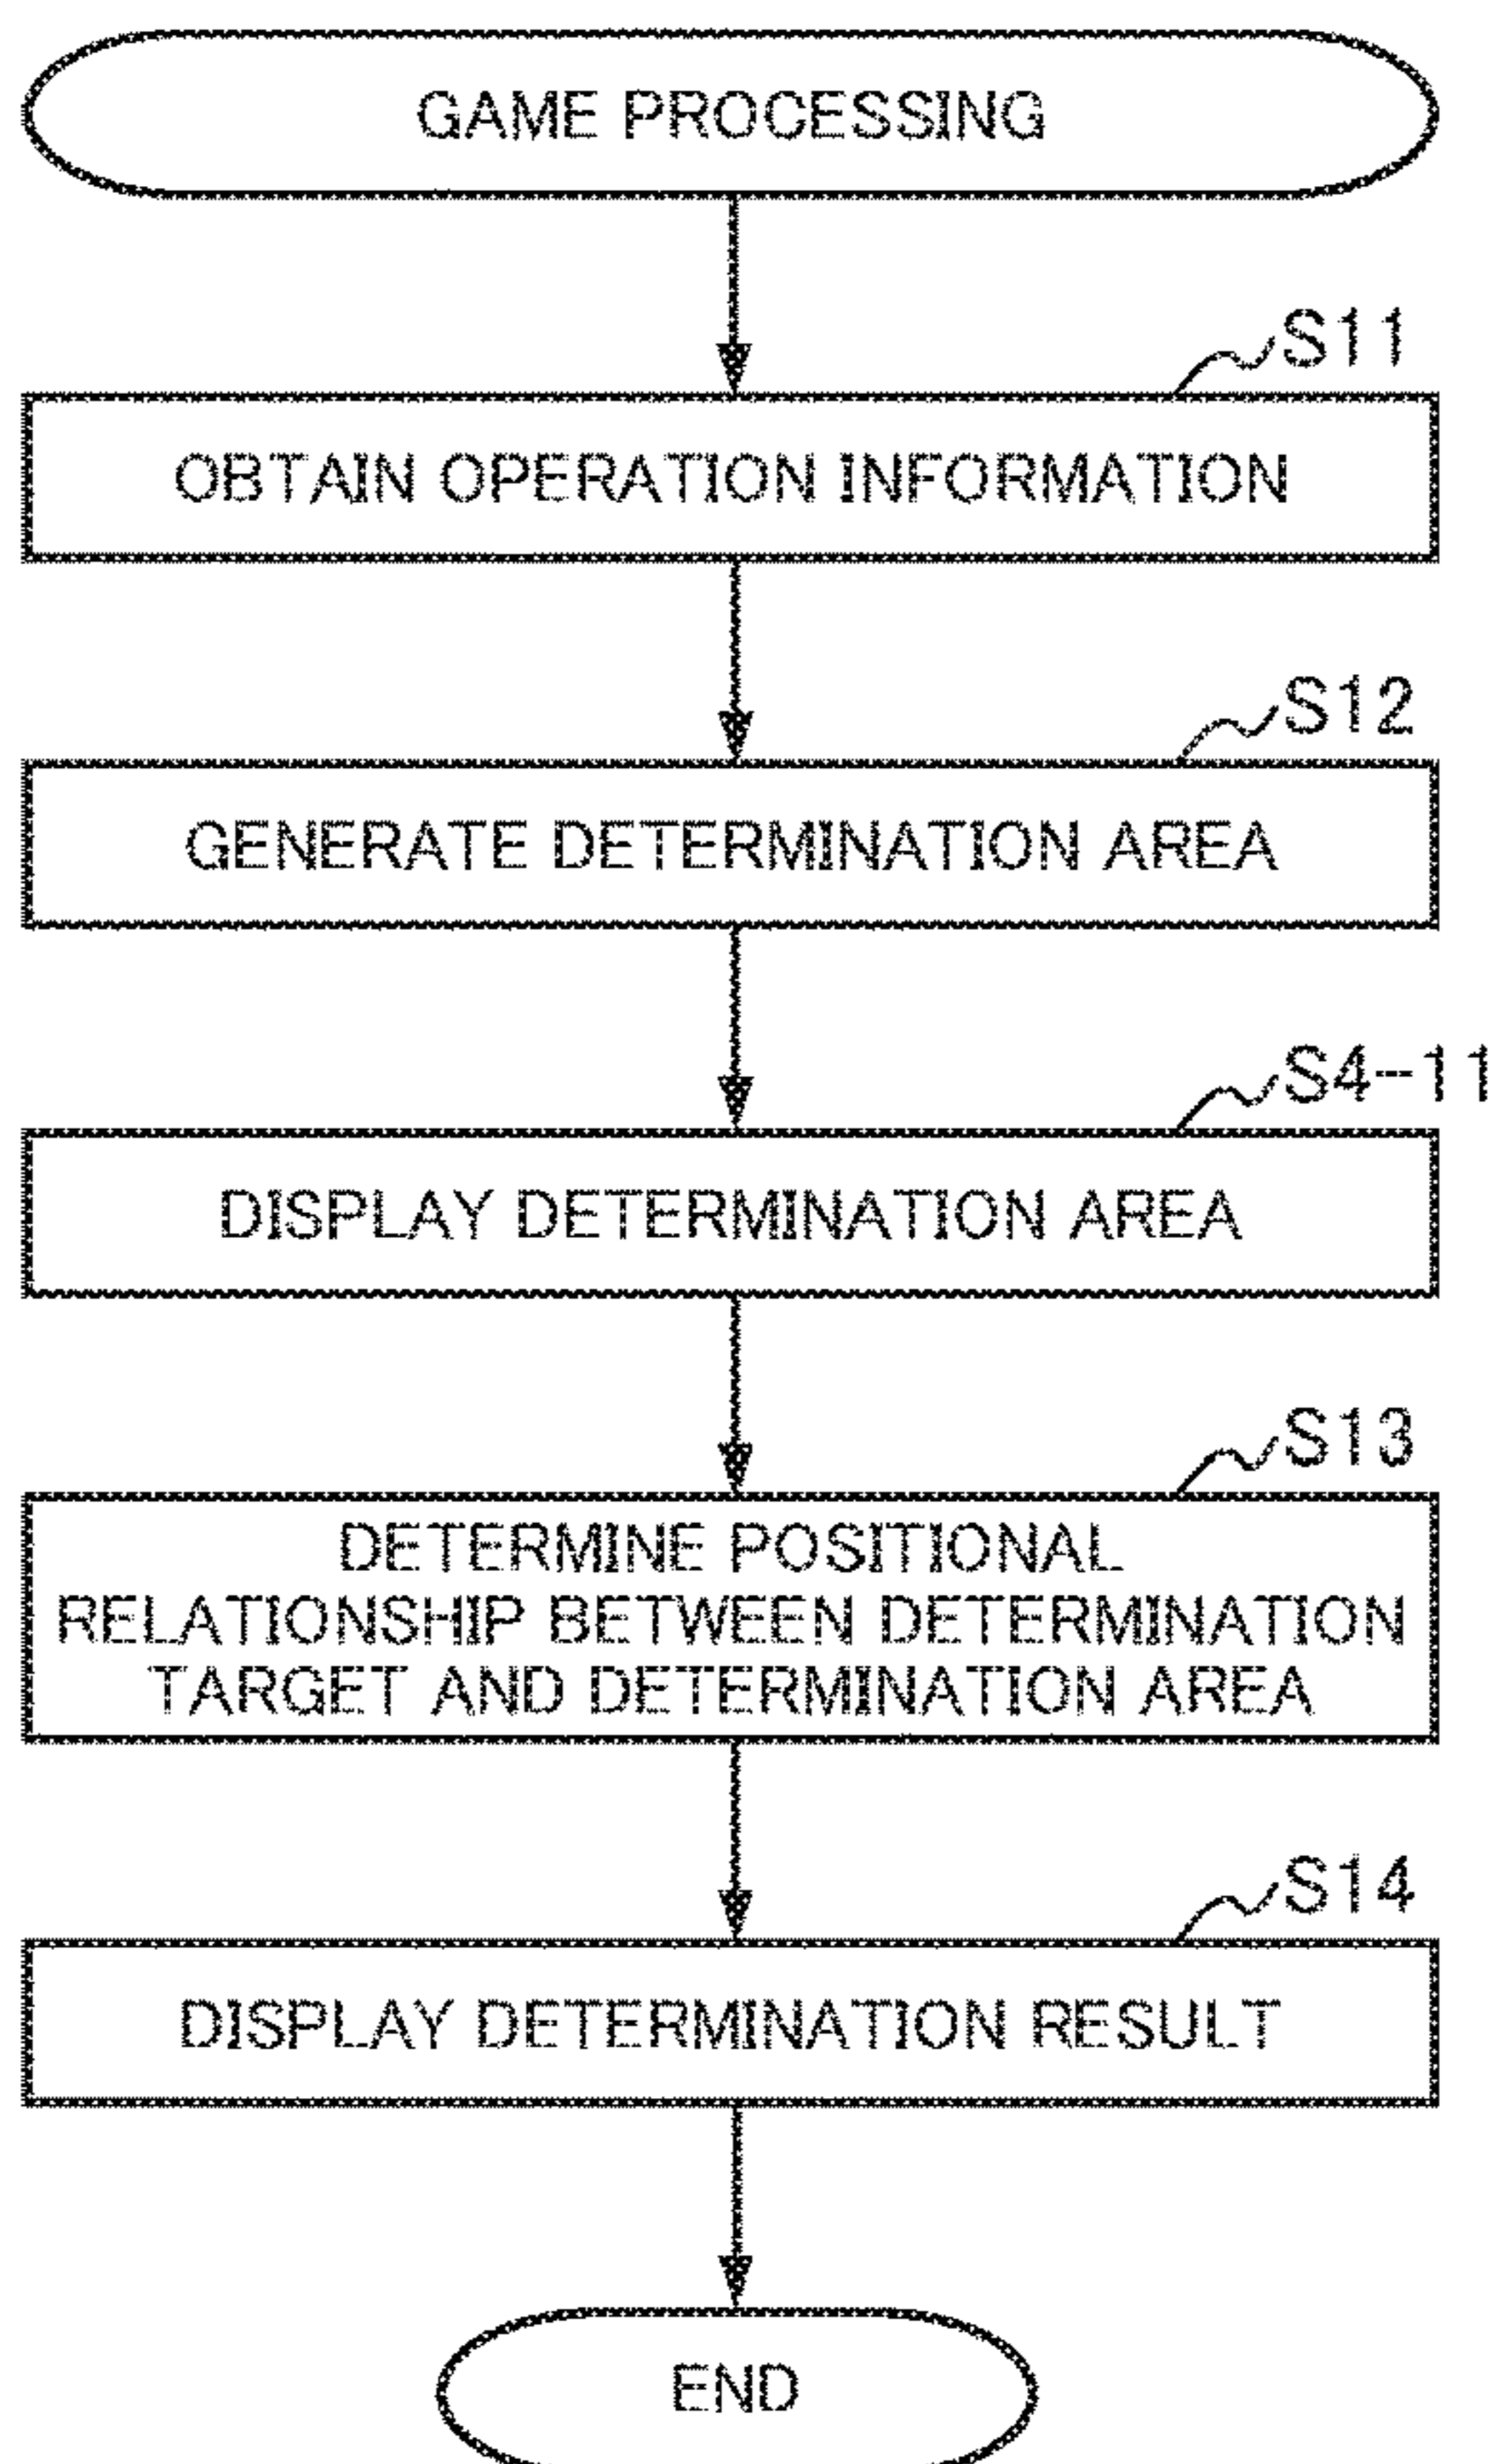 GAME PROCESSING
S11
OBTAIN OPERATION INFORMATION
S12
GENERATE DETERMINATION AREA
S4-11
DISPLAY DETERMINATION AREA
S13
DETERMINE POSITIONAL
RELATIONSHIP BETWEEN DETERMINATION
TARGET AND DETERMINATION AREA
S14
DISPLAY DETERMINATION RESULT
END